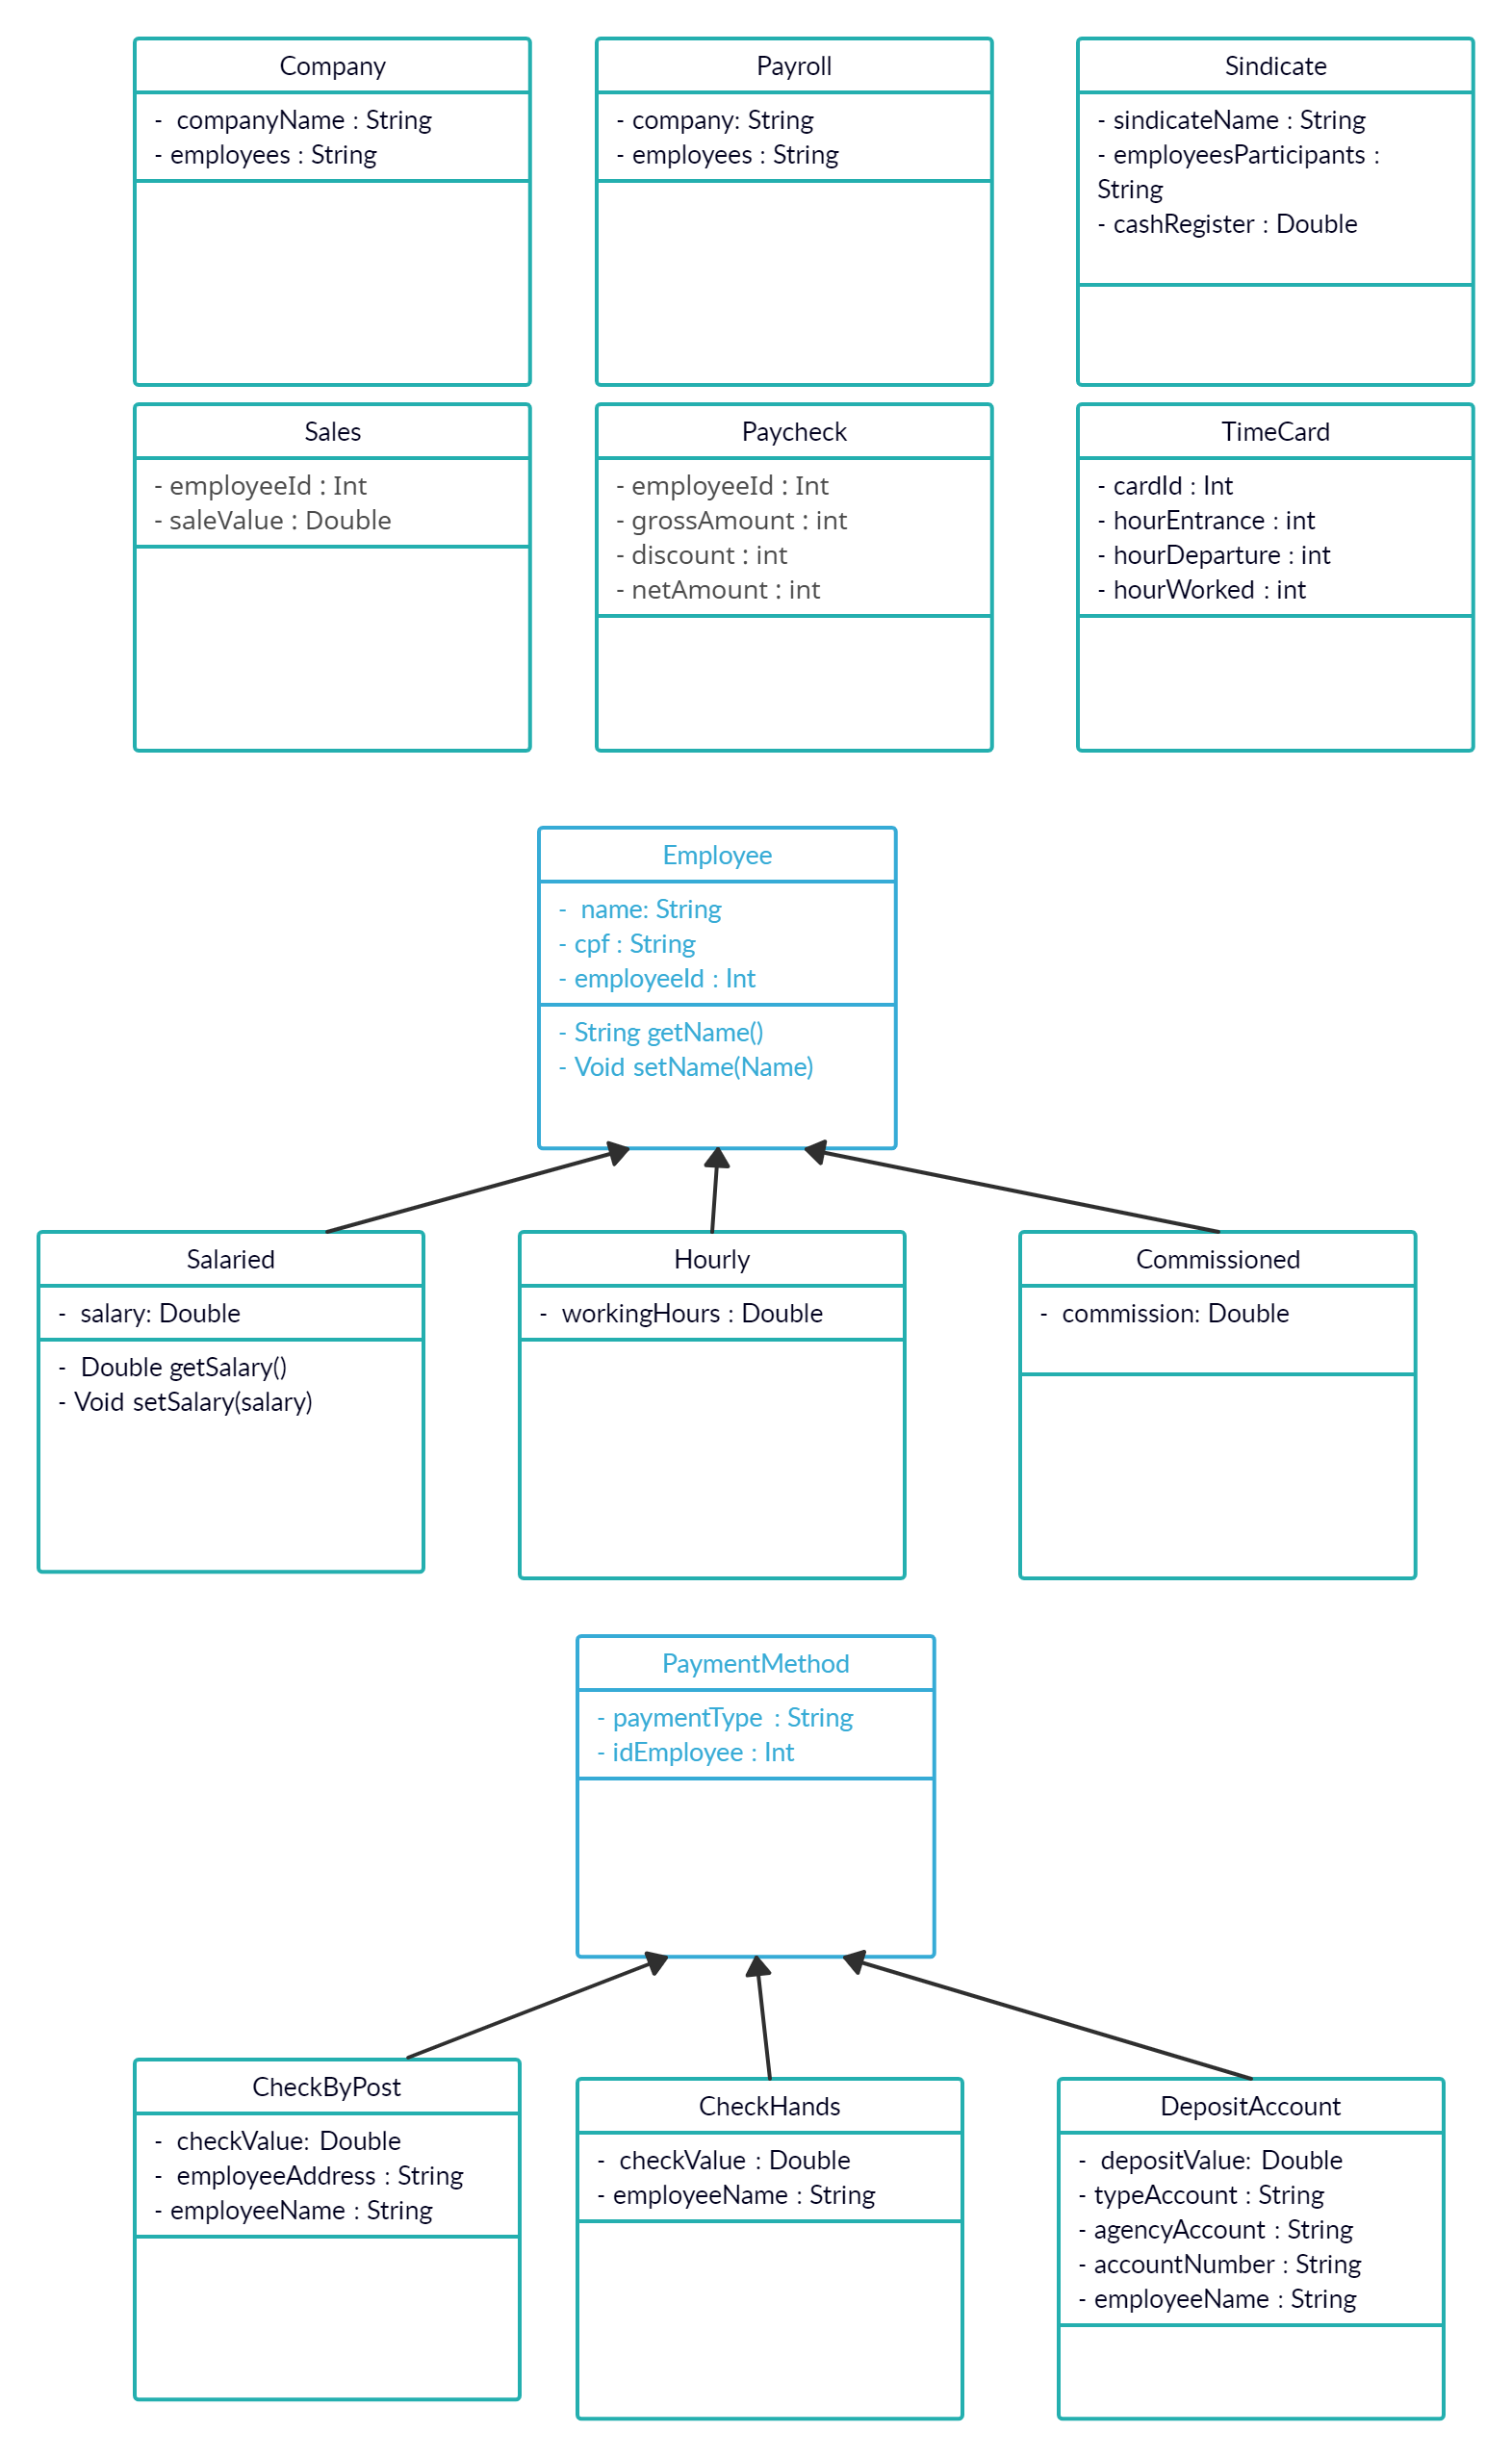 Company
- companyName : String
- employees : String
Payroll
- company: String
- employees : String
Sindicate
- sindicateName : String
- employeesParticipants :
String
- cashRegister : Double
Sales
- employeeId : Int
- saleValue : Double
Paycheck
- employeeId : Int
- grossAmount : int
- discount : int
- netAmount : int
TimeCard
- cardId : Int
- hourEntrance : int
- hourDeparture : int
- hourWorked : int
Employee
- name: String
- cpf : String
- employeeId : Int
- String getName()
- Void setName(Name)
Salaried
- salary: Double
- Double getSalary()
- Void setSalary(salary)
Hourly
- workingHours : Double
Commissioned
- commission: Double
PaymentMethod
- paymentType : String
- idEmployee : Int
CheckByPost
- checkValue: Double
- employeeAddress : String
- employeeName : String
CheckHands
- checkValue : Double
- employeeName : String
DepositAccount
- depositValue: Double
- typeAccount : String
- agencyAccount : String
- accountNumber : String
- employeeName : String